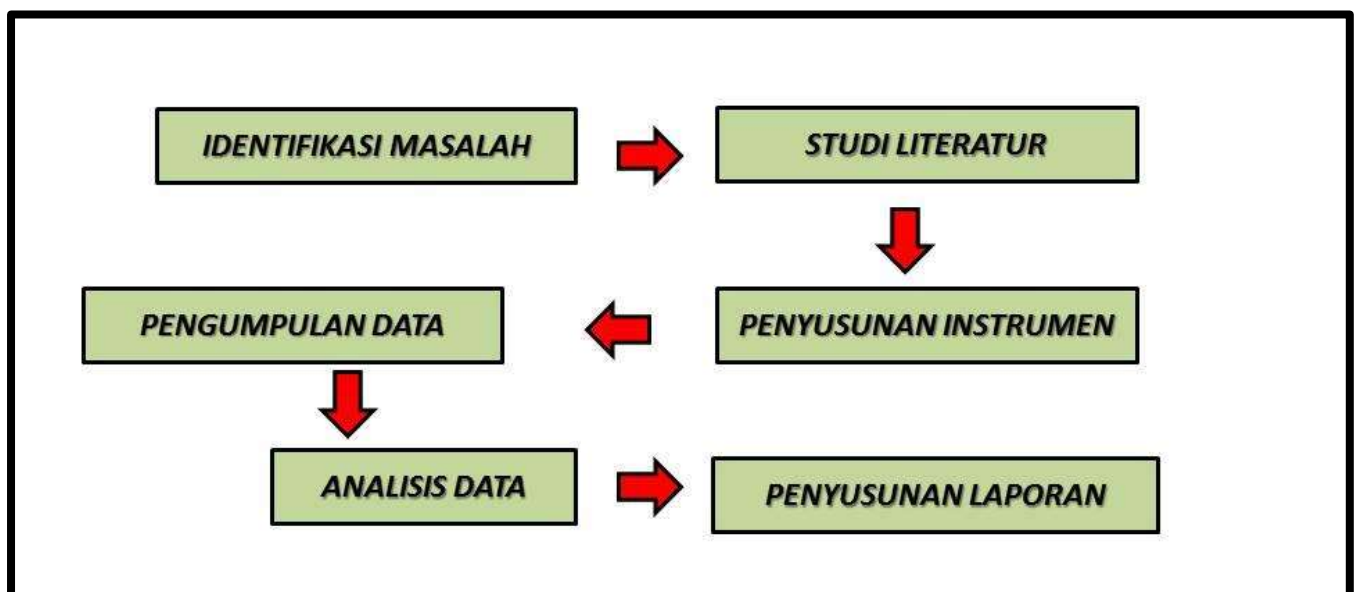 IDENTIFIKASI MASALAH
STUDI LITERATUR
PENYUSUNAN INSTRUMEN
PENGUMPULAN DATA
ANALISIS DATA
PENYUSUNAN LAPORAN